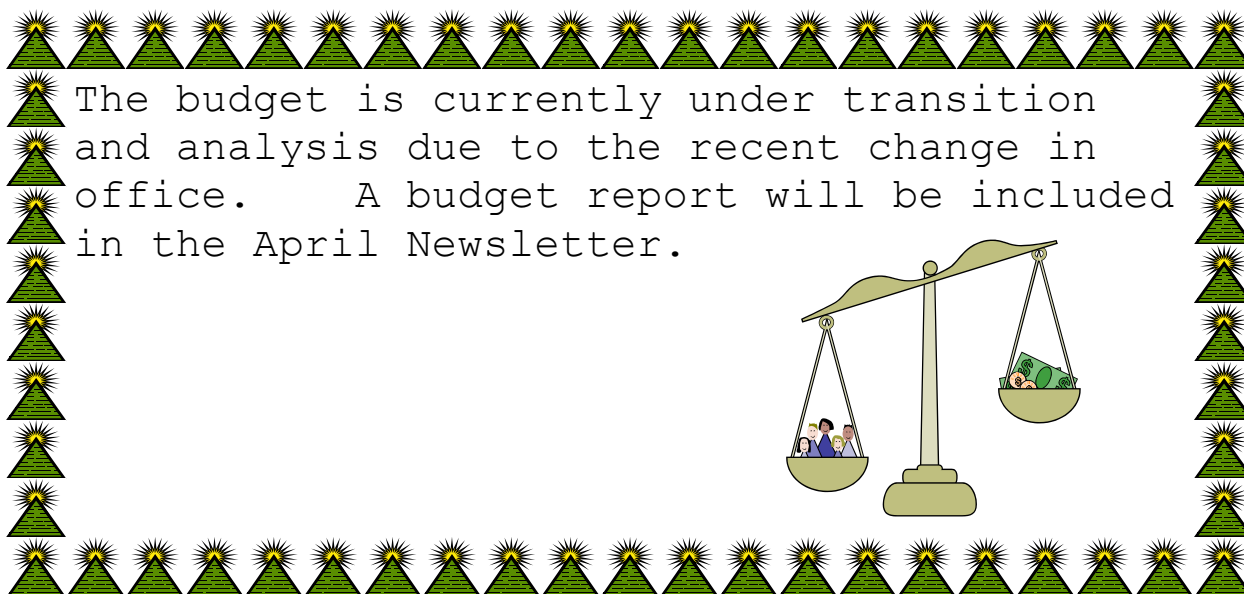 The budget is currently under transition
and analysis due to the recent change in
office.    A budget report will be included
in the April Newsletter.